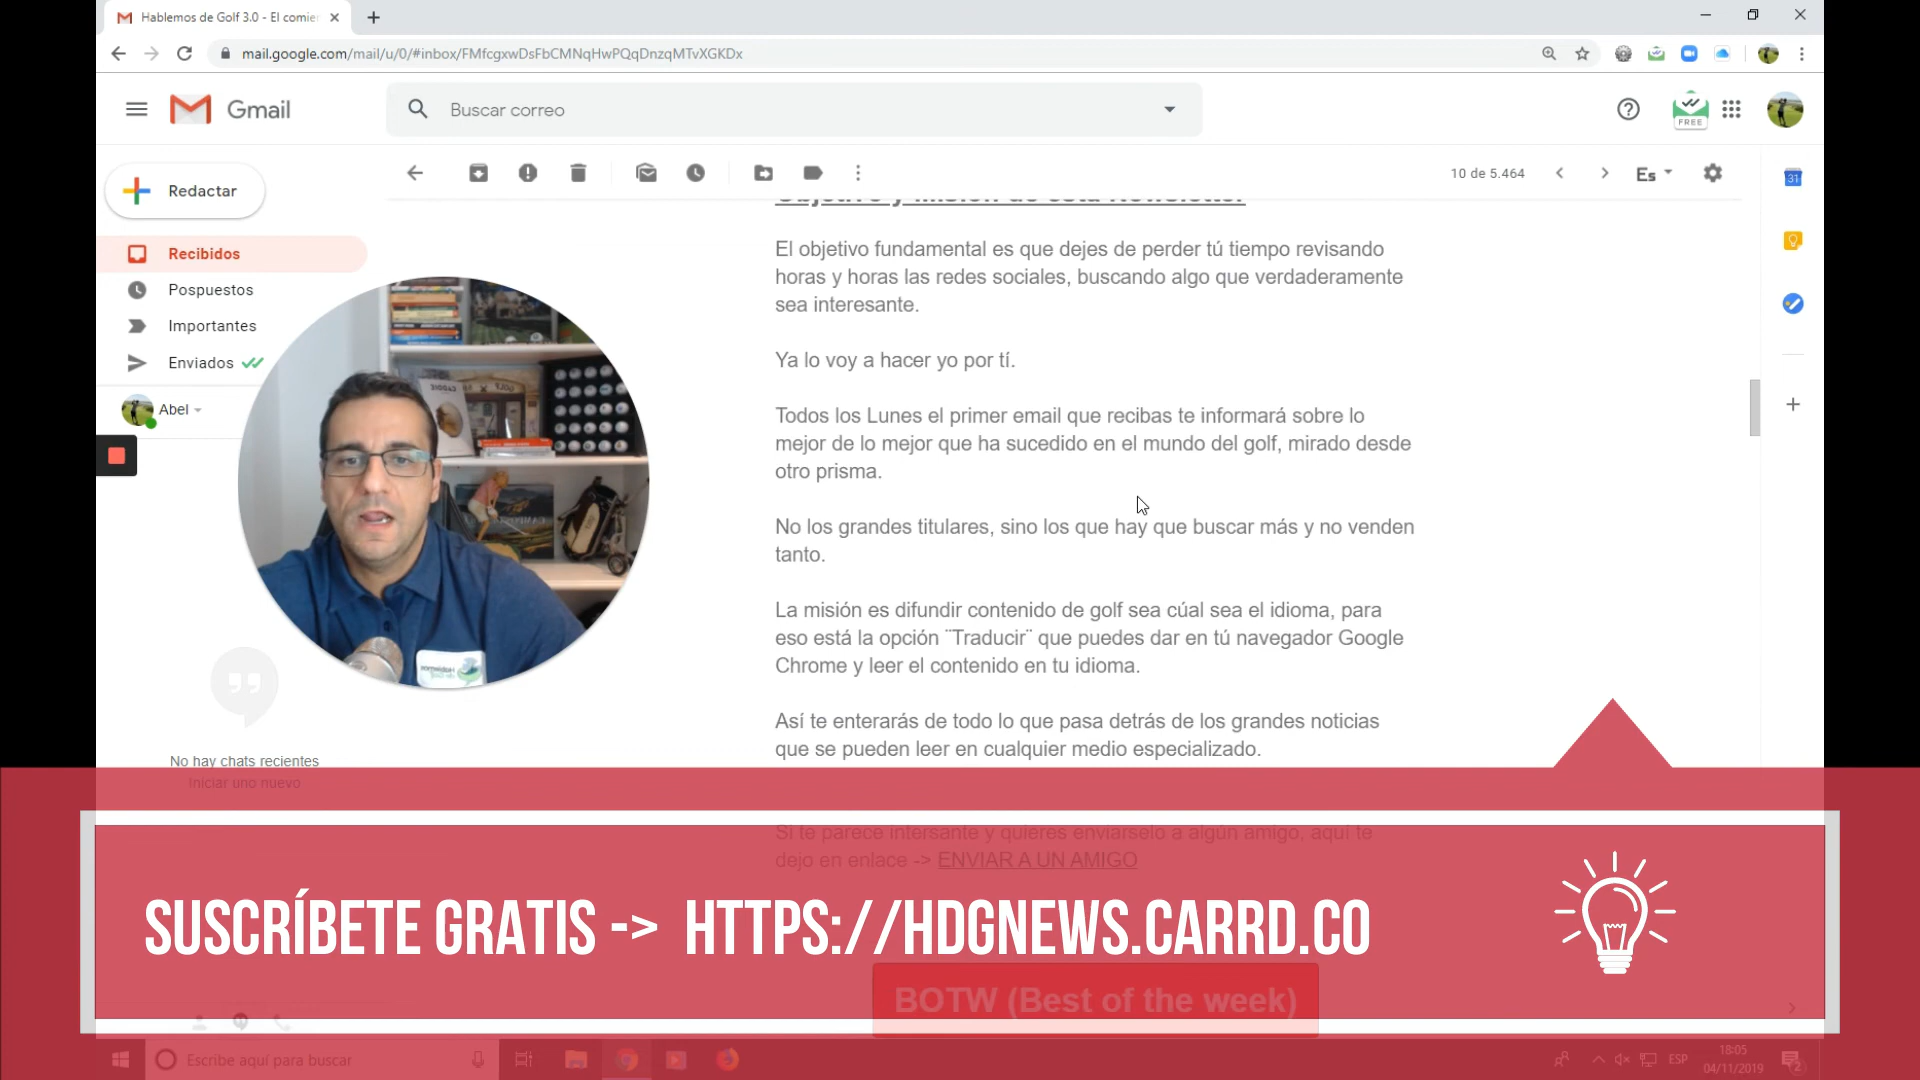 Hablemos de Golf 3.0 - El comie
mail.google.com/mail/u/0/#inbox/FMfcgxwDsFbCMNqHwPQqDnzqMTvXGKDx
Gmail
Buscar correo
FREE
Redactar
10 de 5.464
Es
31
Recibidos
Pospuestos
Importantes
Enviados
Abel
Objetivo y Misión de esta Newsletter
El objetivo fundamental es que dejes de perder tú tiempo revisando
horas y horas las redes sociales, buscando algo que verdaderamente
sea interesante.
Ya lo voy a hacer yo por tí.
Todos los Lunes el primer email que recibas te informará sobre lo
mejor de lo mejor que ha sucedido en el mundo del golf, mirado desde
otro prisma.
No los grandes titulares, sino los que hay que buscar más y no venden
tanto.
La misión es difundir contenido de golf sea cúal sea el idioma, para
eso está la opción ¨Traducir¨ que puedes dar en tú navegador Google
Chrome y leer el contenido en tu idioma.
Así te enterarás de todo lo que pasa detrás de los grandes noticias
que se pueden leer en cualquier medio especializado.
No hay chats recientes
Iniciar uno nuevo
Si te parece intersante y quieres enviárselo a algún amigo, aquí te
dejo en enlace -> ENVIAR A UN AMIGO
SUSCRÍBETE GRATIS -> HTTPS://HDGNEWS.CARRD.CO
BOTW (Best of the week)
Escribe aquí para buscar
ESP
18:05
04/11/2019
2